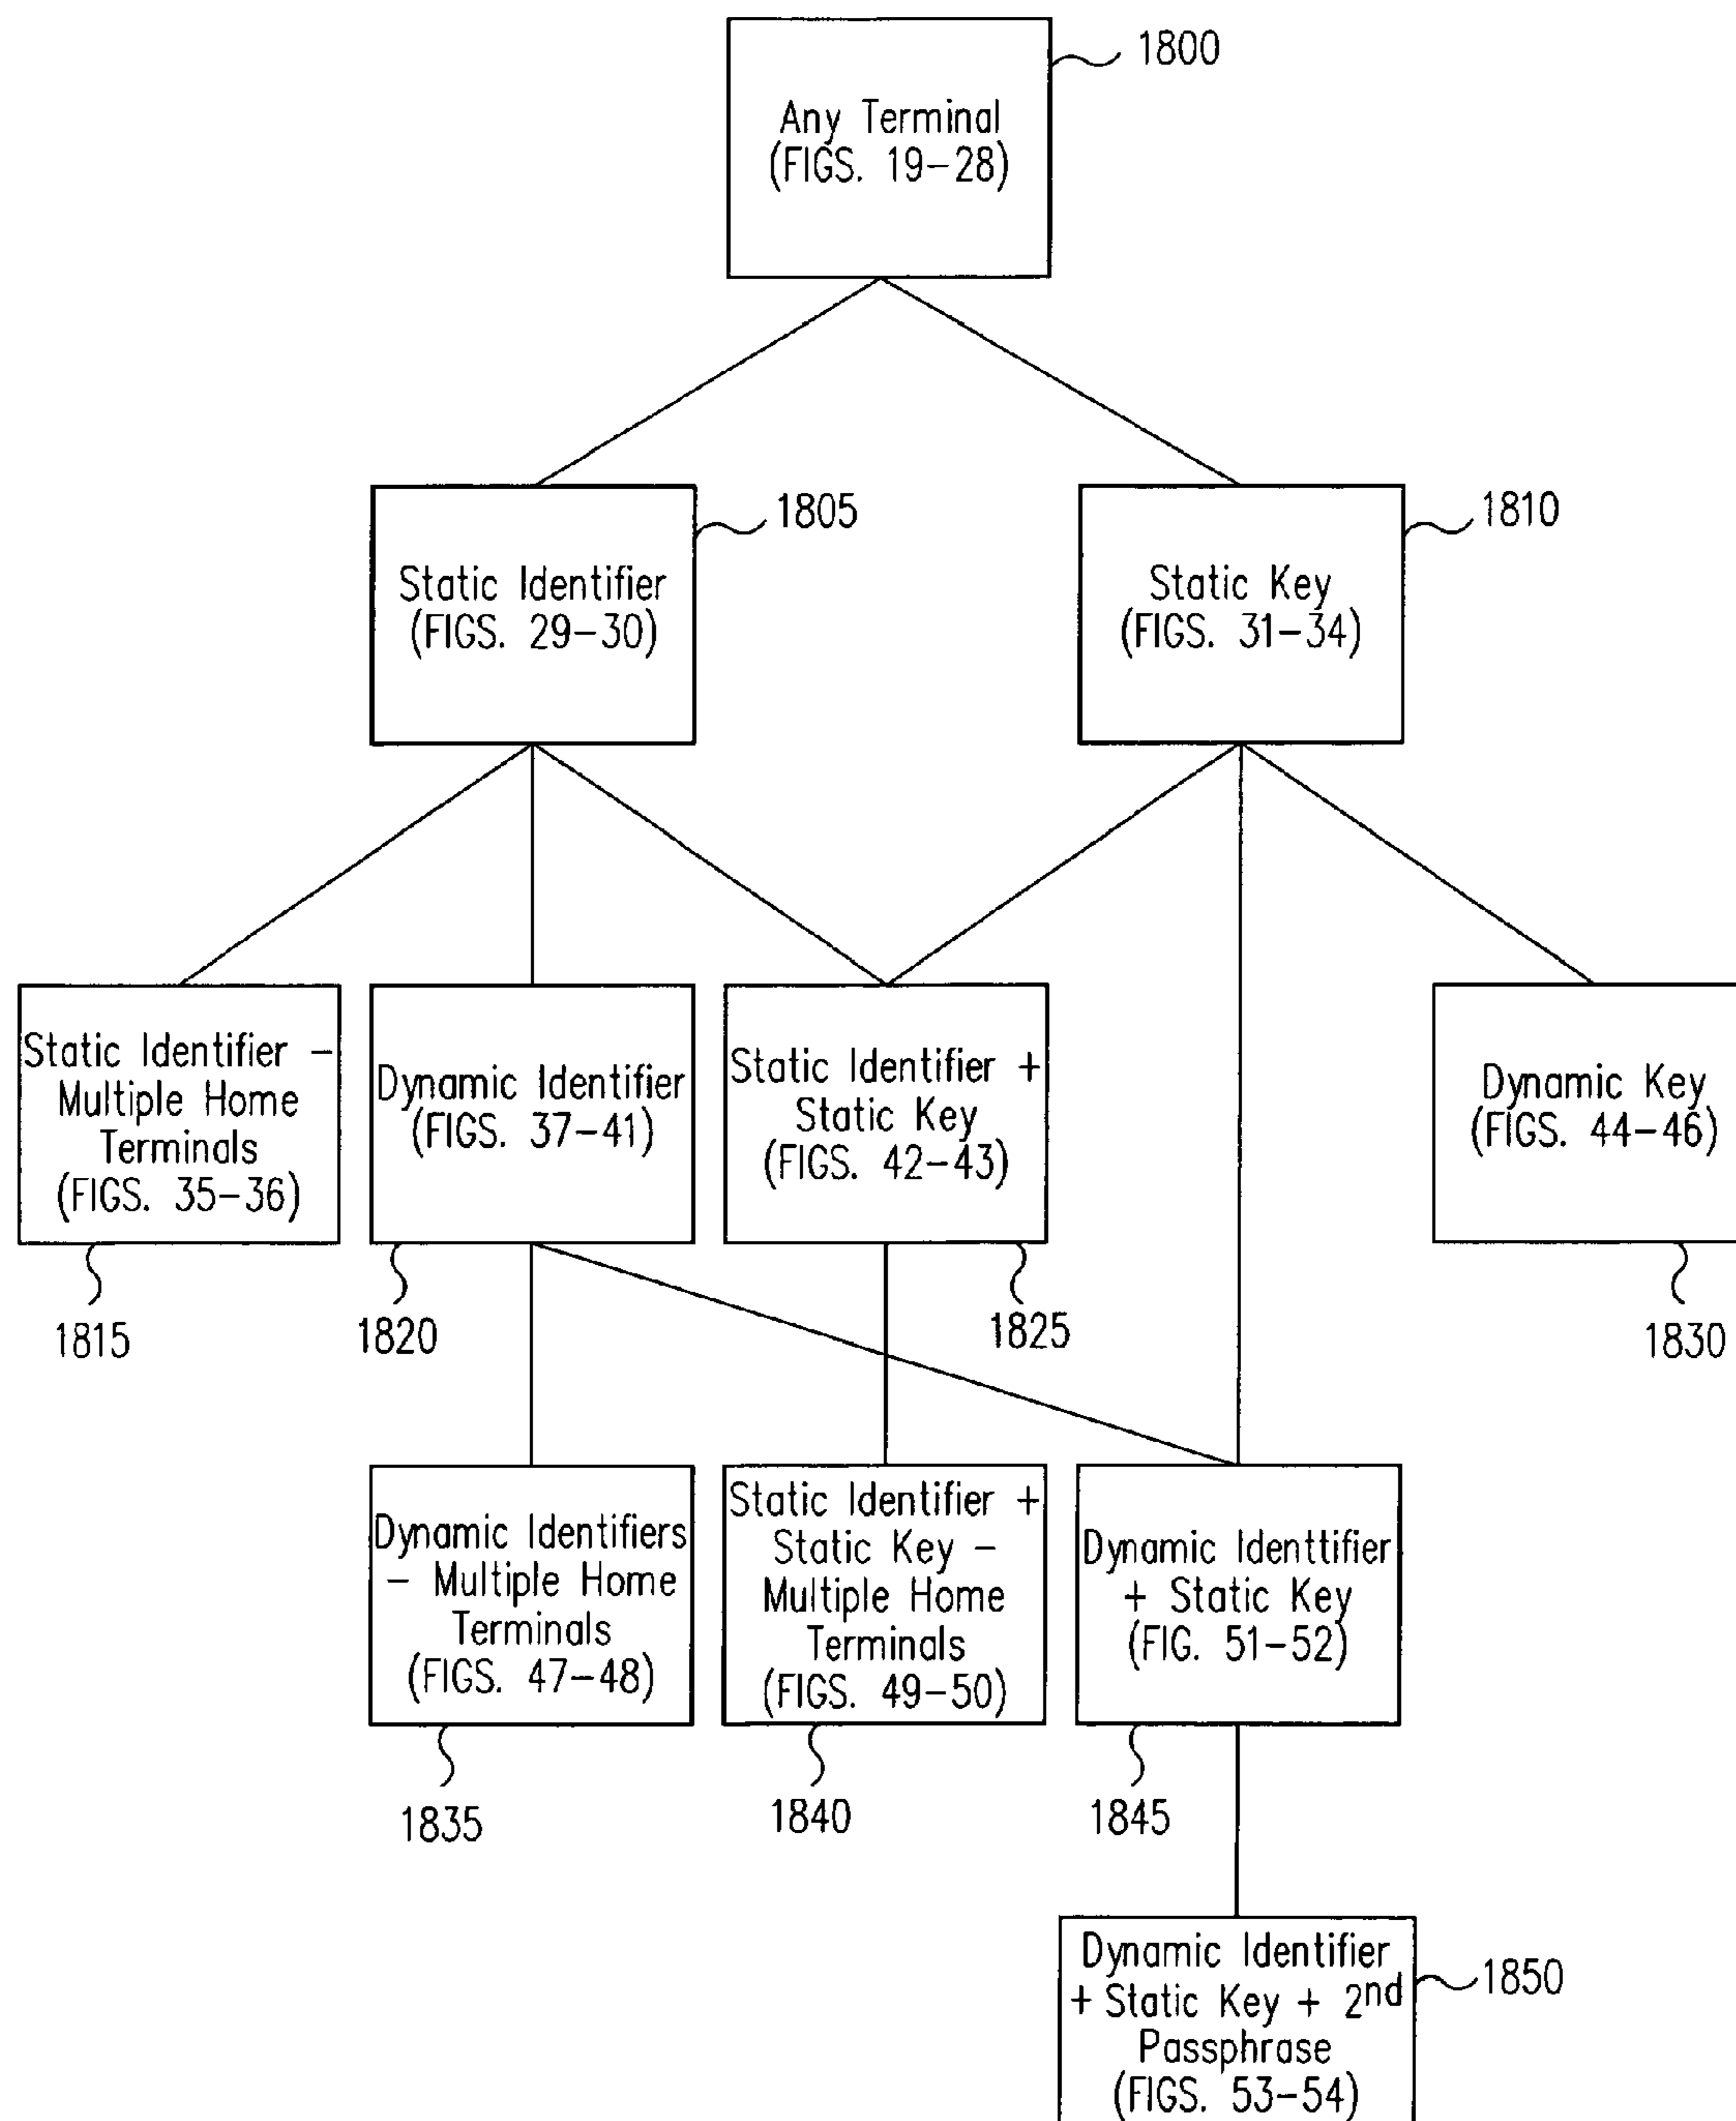 1800
Any Terminal
(FIGS. 19-28)
1805
1810
Static Identifier
(FIGS. 29-30)
Static Key
(FIGS. 31-34)
Static Identifier -
Multiple Home
Terminals
(FIGS. 35-36)
Dynamic Identifier
(FIGS. 37-41)
Static Identifier +
Static Key
(FIGS. 42-43)
Dynamic Key
(FIGS. 44-46)
1815
1820
1825
1830
Dynamic Identifiers
- Multiple Home
Terminals
(FIGS. 47-48)
Static Identifier +
Static Key -
Multiple Home
Terminals
(FIGS. 49-50)
Dynamic Identtifier
+ Static Key
(FIG. 51-52)
1835
1840
1845
Dynamic Identifier
+ Static Key + 2nd
Passphrase
(FIGS. 53-54)
1850